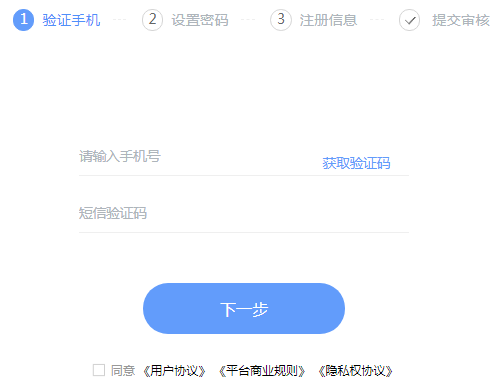 1 验证手机 2 设置密码 3 注册信息 提交审核
请输入手机号 获取验证码
短信验证码
下一步
同意 《用户协议》 《平台商业规则》 《隐私权协议》